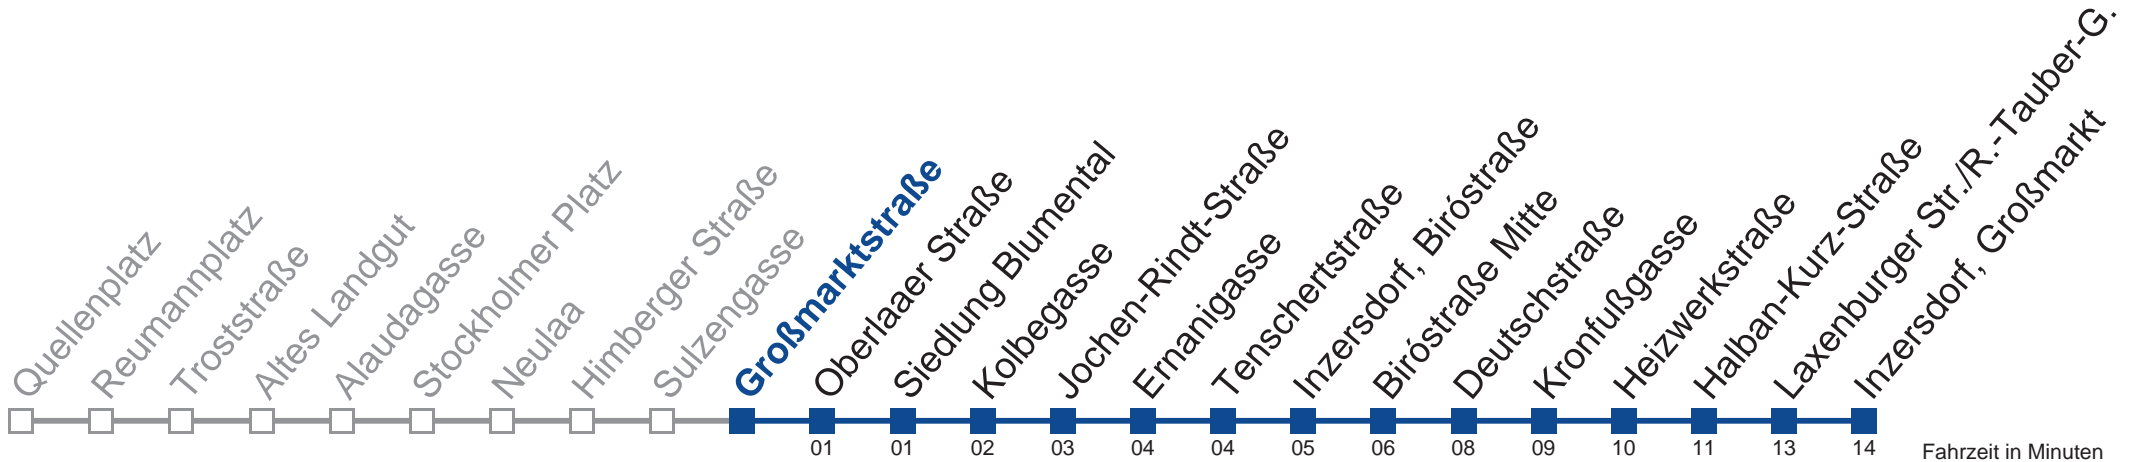 Quellenplatz
Reumannplatz
Troststraße
Altes Landgut
Alaudagasse
Stockholmer Platz
Neulaa
Himberger Straße
Sulzengasse
Großmarktstraße
Oberlaaer Straße
Siedlung Blumental
Kolbegasse
Jochen-Rindt-Straße
Ernanigasse
Tenschertstraße
Inzersdorf, Biróstraße
Biróstraße Mitte
Deutschstraße
Kronfußgasse
Heizwerkstraße
Halban-Kurz-Straße
Laxenburger Str./R.-Tauber-G.
Inzersdorf, Großmarkt
01 01 02 03 04 04 05 06 08 09 10 11 13 14
Fahrzeit in Minuten